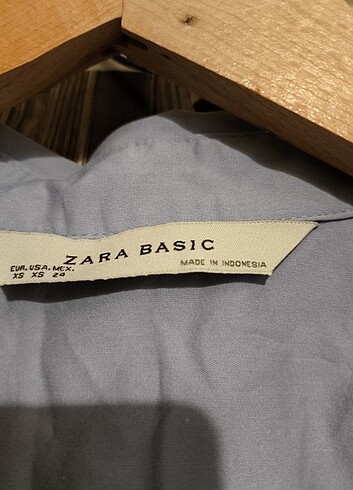 ZARA BASIC
MADE IN INDONESIA
EUR. USA. MEX.
XS XS 24